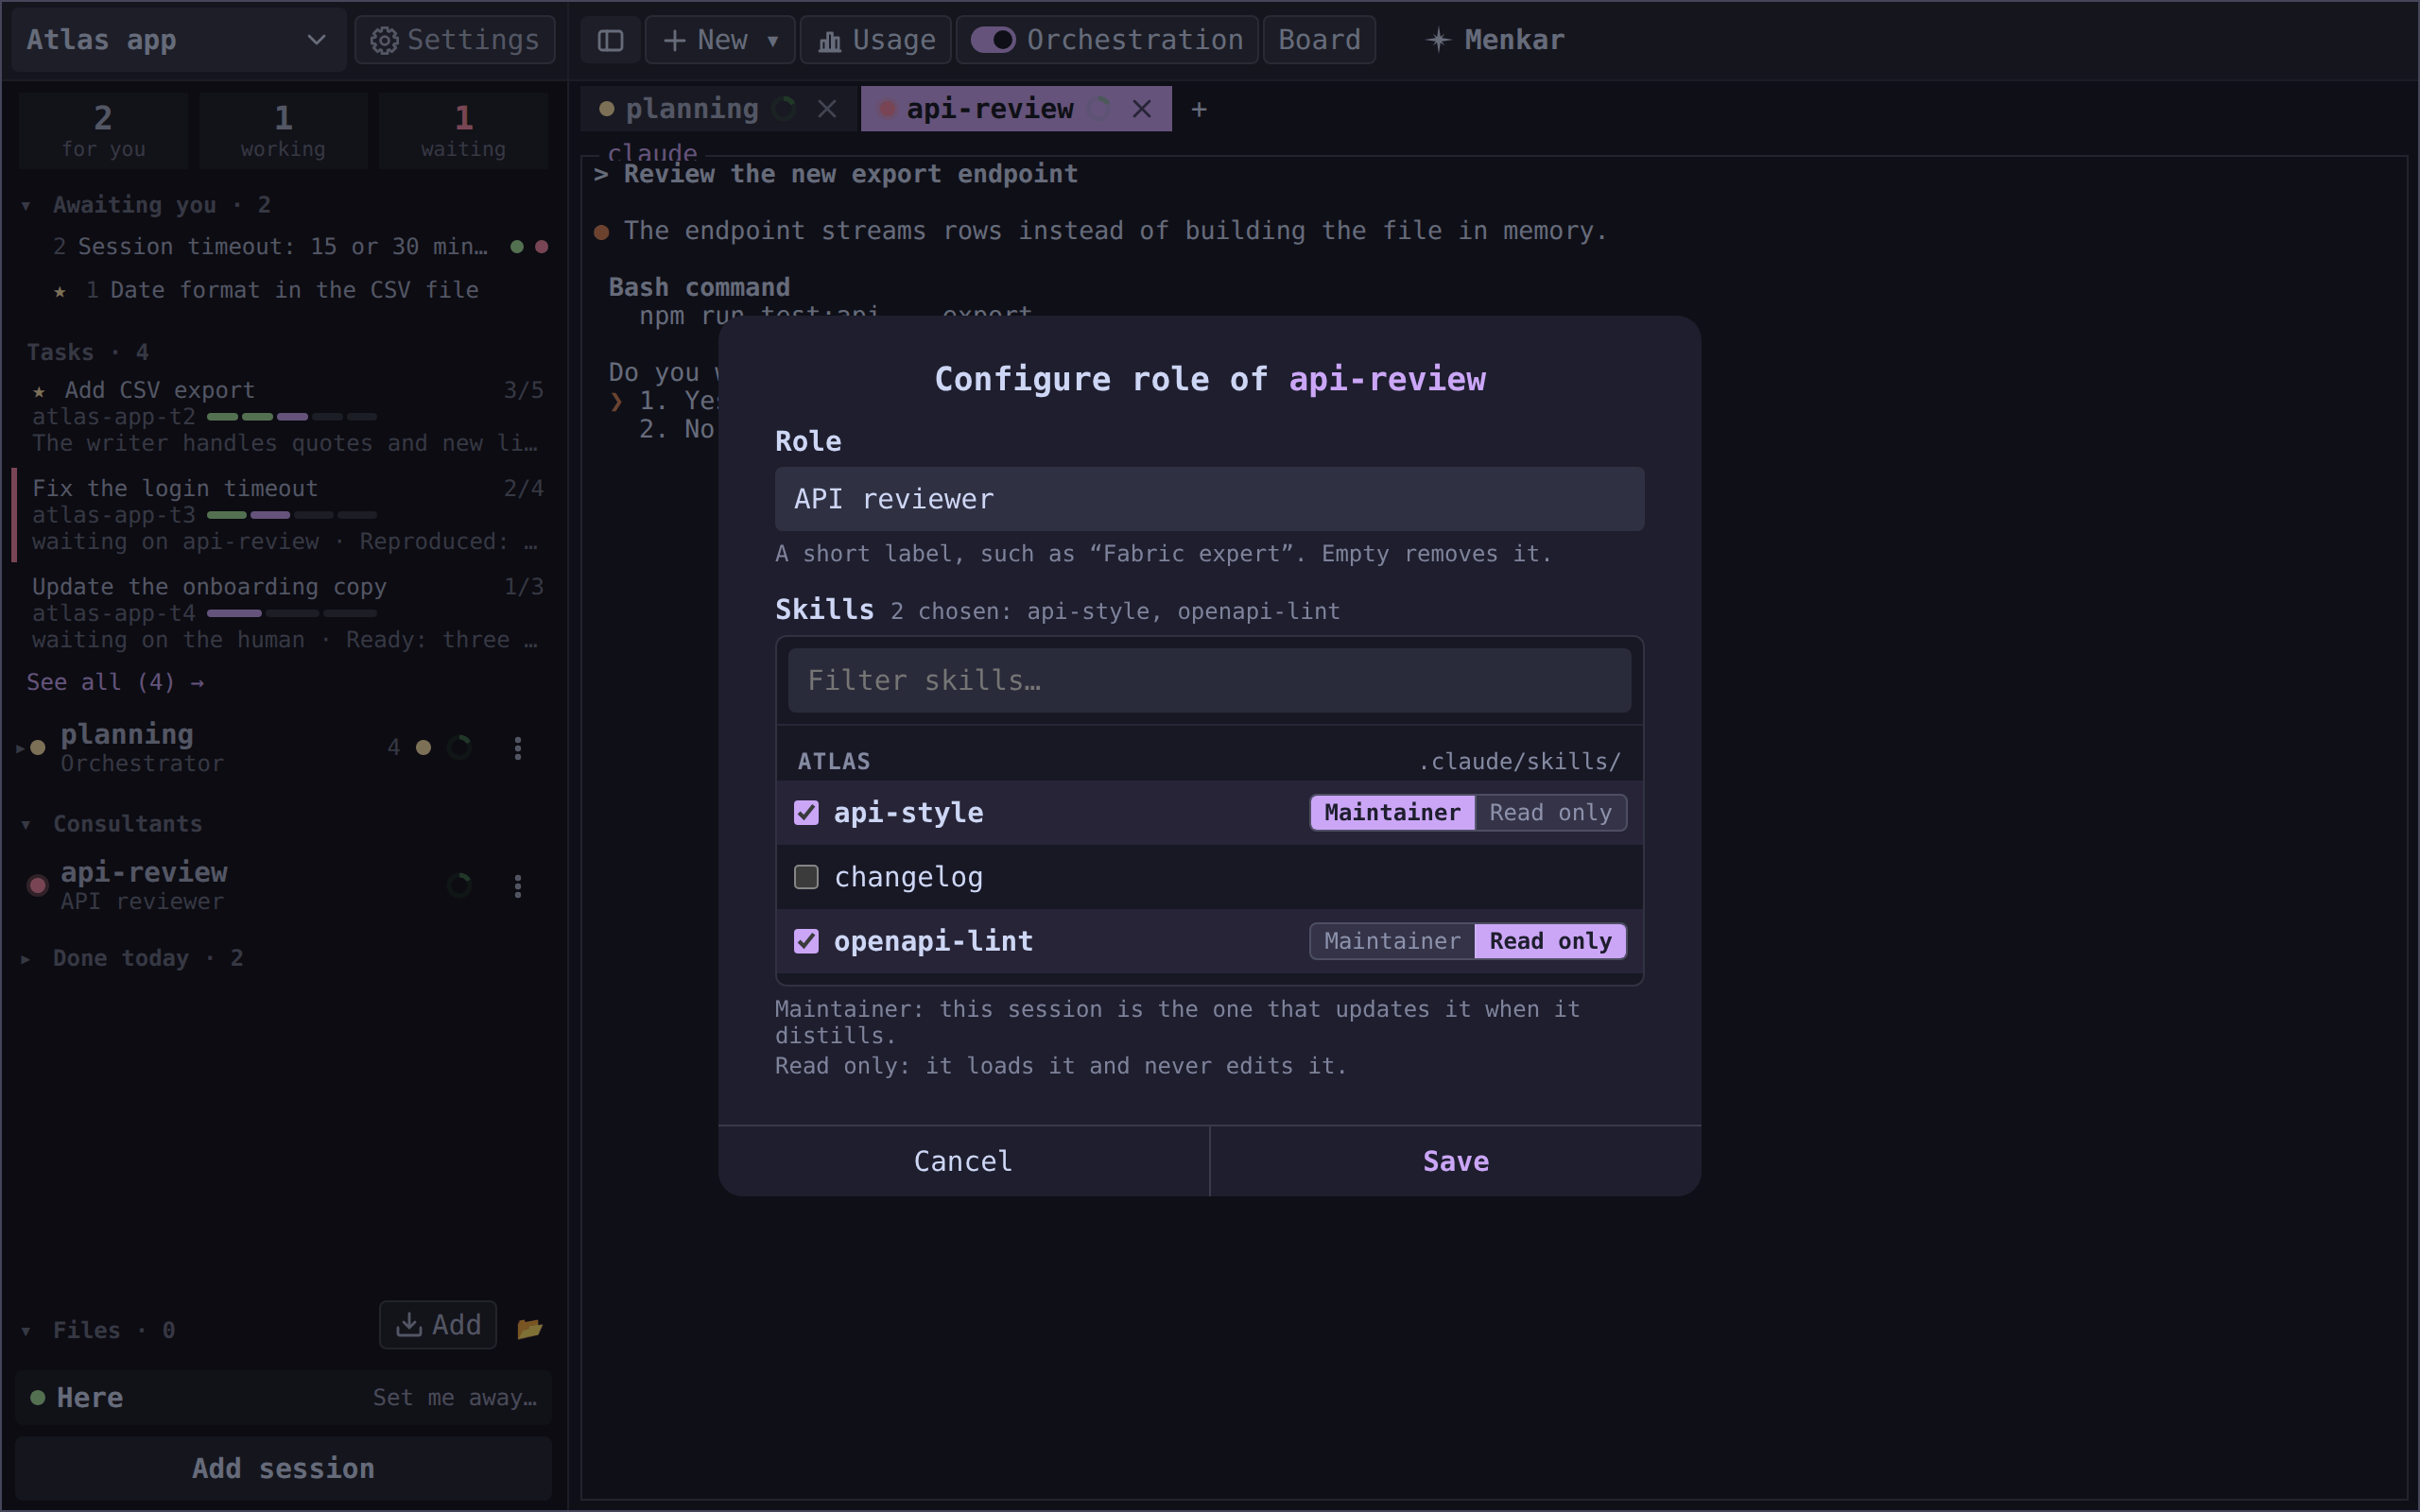 Atlas app
Settings
New ▾
Usage
Orchestration
Board
Menkar
2
for you
1
working
1
waiting
planning
api-review
+
claude
> Review the new export endpoint
● The endpoint streams rows instead of building the file in memory.
Bash command
npm run test:api
export
Do you
❯ 1. Yes
2. No
▾ Awaiting you · 2
2 Session timeout: 15 or 30 min…
★ 1 Date format in the CSV file
Tasks · 4
★ Add CSV export 3/5
atlas-app-t2
The writer handles quotes and new li…
Fix the login timeout 2/4
atlas-app-t3
waiting on api-review · Reproduced: …
Update the onboarding copy 1/3
atlas-app-t4
waiting on the human · Ready: three …
See all (4) →
planning 4
Orchestrator
▾ Consultants
api-review
API reviewer
▸ Done today · 2
▾ Files · 0
Add
Here
Set me away…
Add session
Configure role of api-review
Role
API reviewer
A short label, such as “Fabric expert”. Empty removes it.
Skills 2 chosen: api-style, openapi-lint
Filter skills…
ATLAS .claude/skills/
api-style Maintainer Read only
changelog
openapi-lint Maintainer Read only
Maintainer: this session is the one that updates it when it
distills.
Read only: it loads it and never edits it.
Cancel
Save